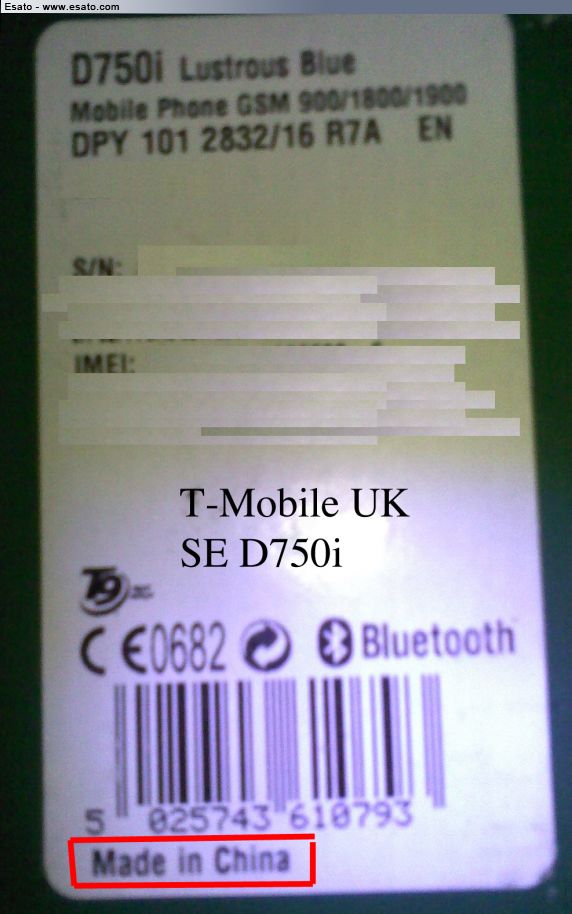 Esato - www.esato.com
D750i Lustrous Blue
Mobile Phone GSM 900/1800/1900
DPY 101 2832/16 R7A EN
S/N:
IMEI:
T-Mobile UK
SE D750i
T9
CE0682 Bluetooth
5 025743 610793
Made in China